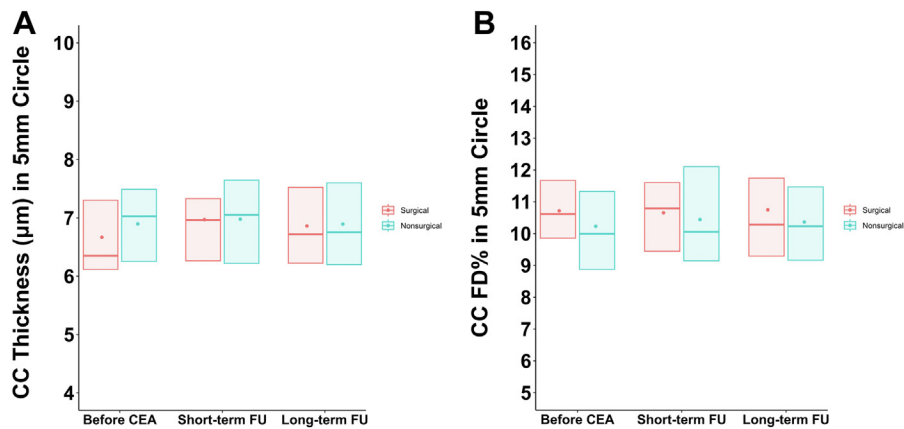 A
CC Thickness (μm) in 5mm Circle
10
9
8
7
6
5
4
Before CEA
Short-term FU
Long-term FU
Surgical
Nonsurgical
B
CC FD% in 5mm Circle
16
15
14
13
12
11
10
9
8
7
6
5
Before CEA
Short-term FU
Long-term FU
Surgical
Nonsurgical